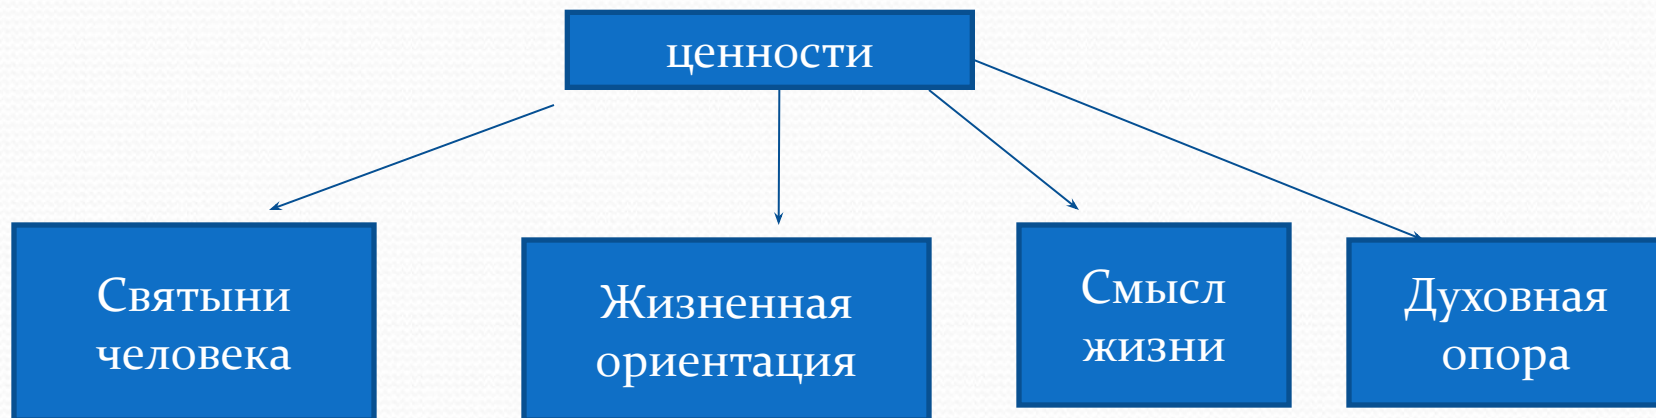 ценности
Святыни
человека
Жизненная
ориентация
Смысл
жизни
Духовная
опора